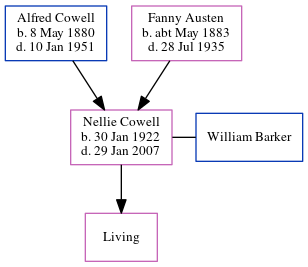 Alfred Cowell
b. 8 May 1880
d. 10 Jan 1951
Fanny Austen
b. abt May 1883
d. 28 Jul 1935
Nellie Cowell
b. 30 Jan 1922
d. 29 Jan 2007
William Barker
Living